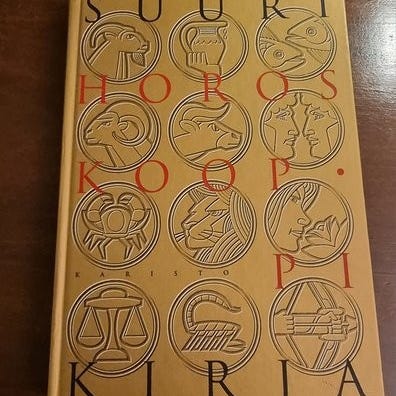 SUURI
HOROS
KOOP·
KARISTO
PI
KIRJA